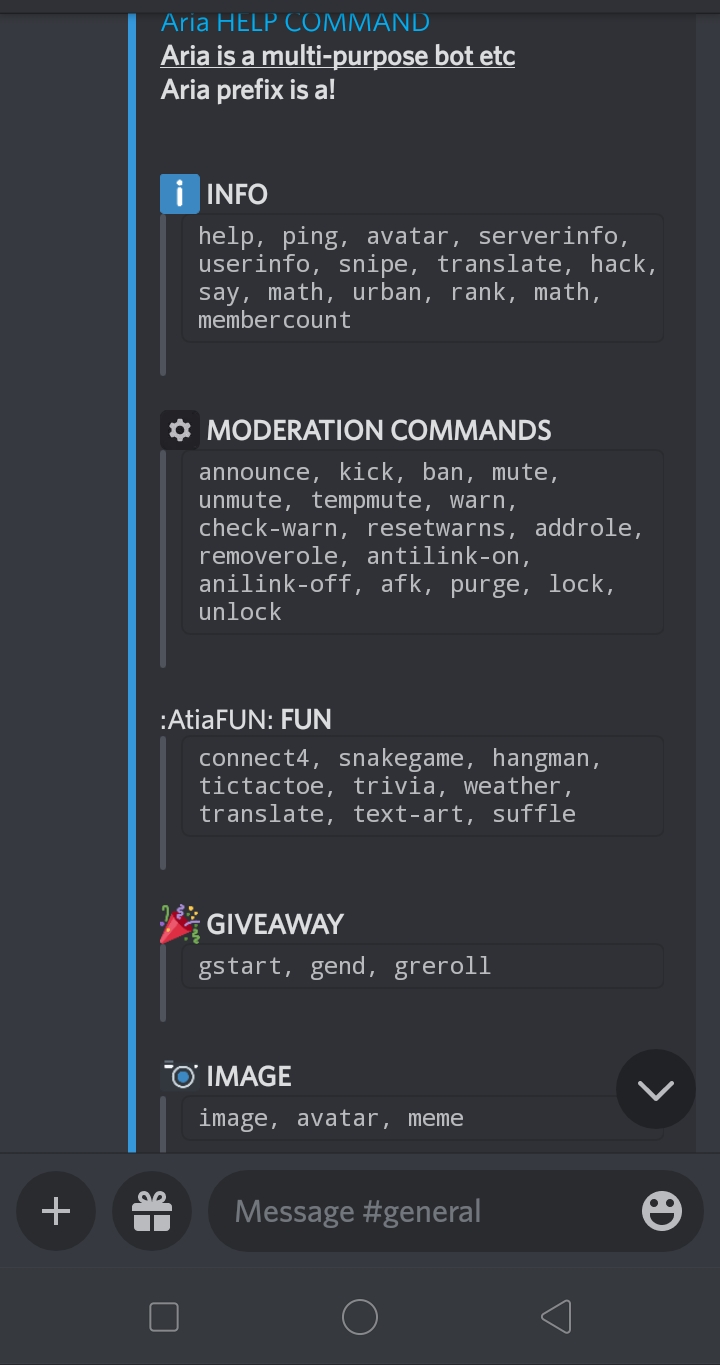 Aria HELP COMMAND
Aria is a multi-purpose bot etc
Aria prefix is a!
INFO
help, ping, avatar, serverinfo,
userinfo, snipe, translate, hack,
say, math, urban, rank, math,
membercount
MODERATION COMMANDS
announce, kick, ban, mute,
unmute, tempmute, warn,
check-warn, resetwarns, addrole,
removerole, antilink-on,
anilink-off, afk, purge, lock,
unlock
:AtiaFUN: FUN
connect4, snakegame, hangman,
tictactoe, trivia, weather,
translate, text-art, suffle
GIVEAWAY
gstart, gend, greroll
IMAGE
image, avatar, meme
Message #general